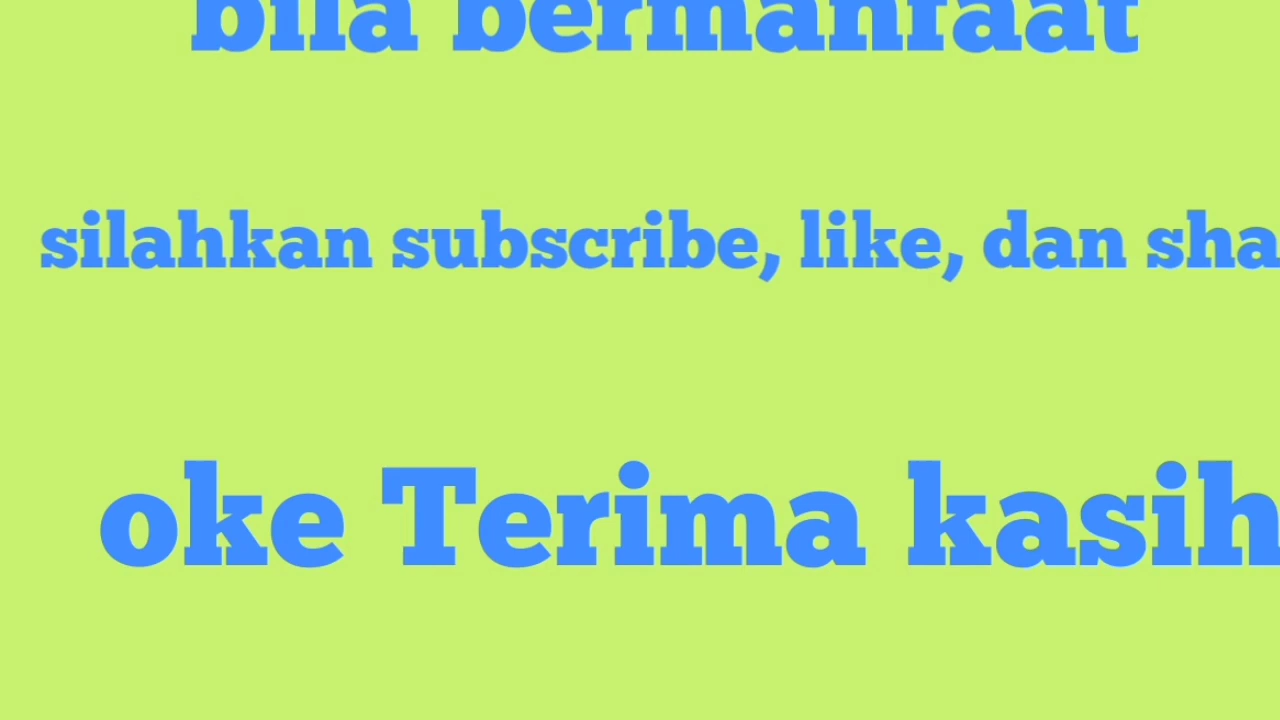 bila bermanfaat
silahkan subscribe, like, dan sha
oke Terima kasih